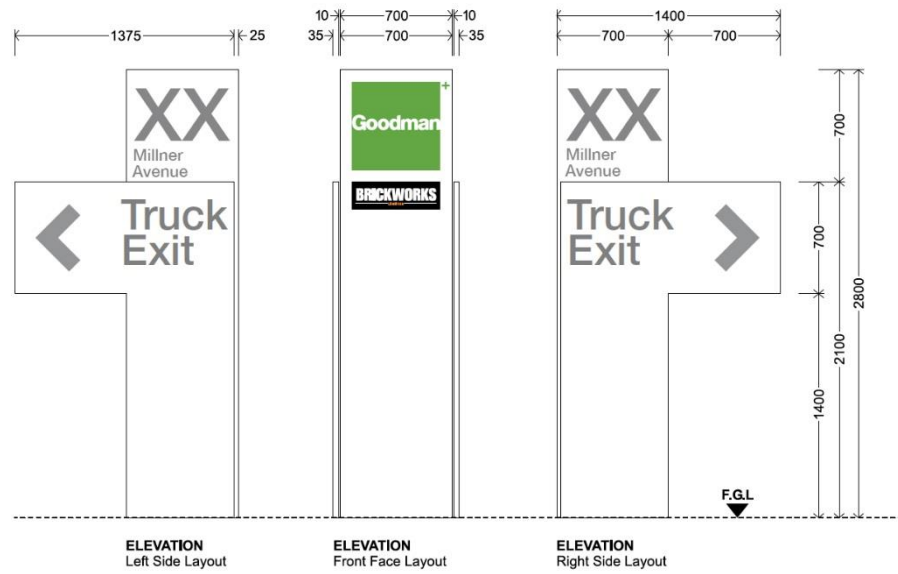 1375
25
10
700
10
35
700
35
1400
700
700
XX
Millner
Avenue
Truck
Exit
Goodman
+
BRICKWORKS
XX
Millner
Avenue
Truck
Exit
700
700
1400
2100
2800
F.G.L
ELEVATION
Left Side Layout
ELEVATION
Front Face Layout
ELEVATION
Right Side Layout